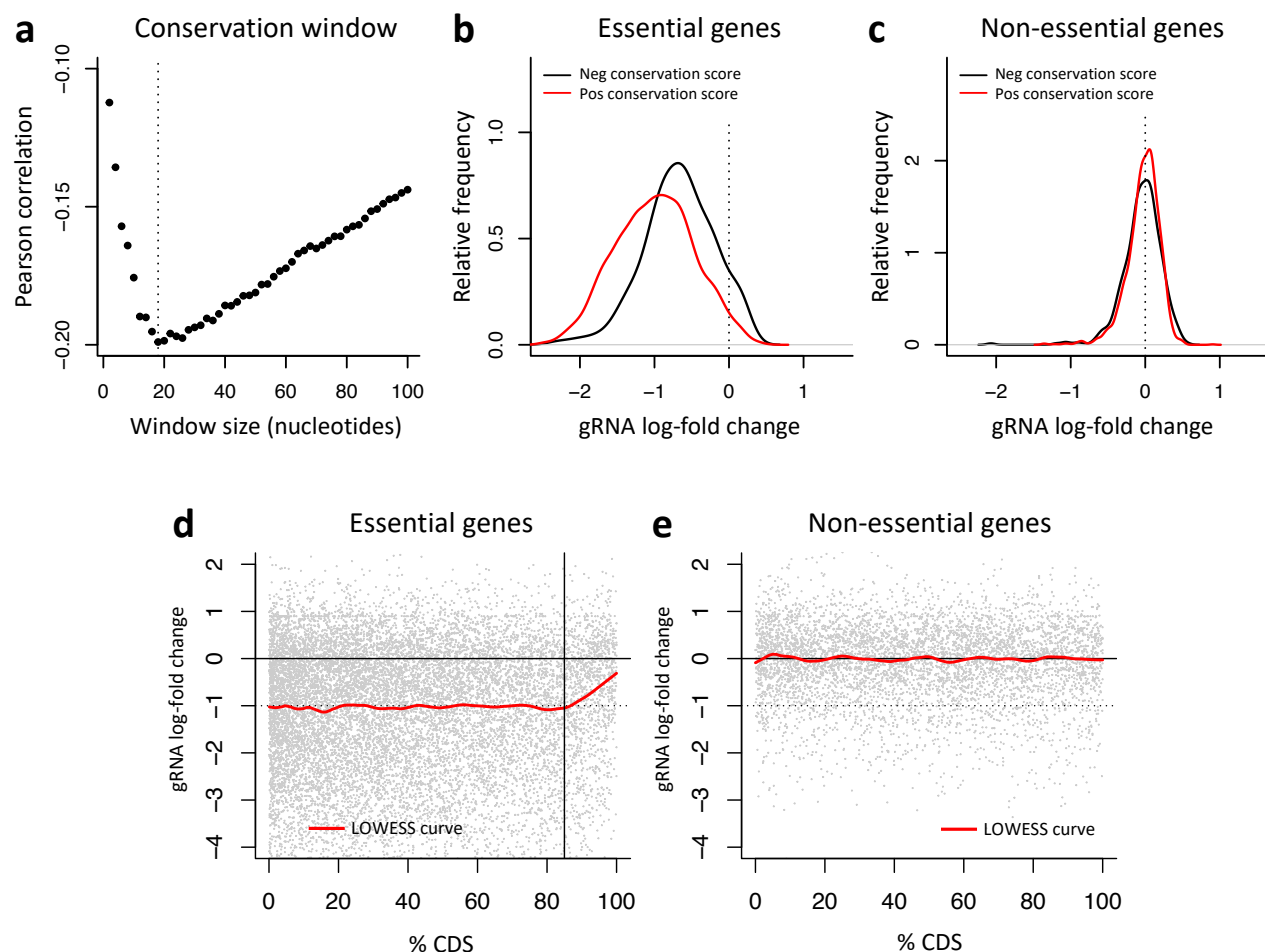 a
Conservation window
Pearson correlation
−0.10
−0.15
−0.20
0 20 40 60 80 100
Window size (nucleotides)
b
Essential genes
Neg conservation score
Pos conservation score
Relative frequency
1.0
0.5
0.0
−2 −1 0 1
gRNA log-fold change
c
Non-essential genes
Neg conservation score
Pos conservation score
Relative frequency
2
1
0
−2 −1 0 1
gRNA log-fold change
d
Essential genes
gRNA log-fold change
2
1
0
−1
−2
−3
−4
LOWESS curve
0 20 40 60 80 100
% CDS
e
Non-essential genes
gRNA log-fold change
2
1
0
−1
−2
−3
−4
LOWESS curve
0 20 40 60 80 100
% CDS